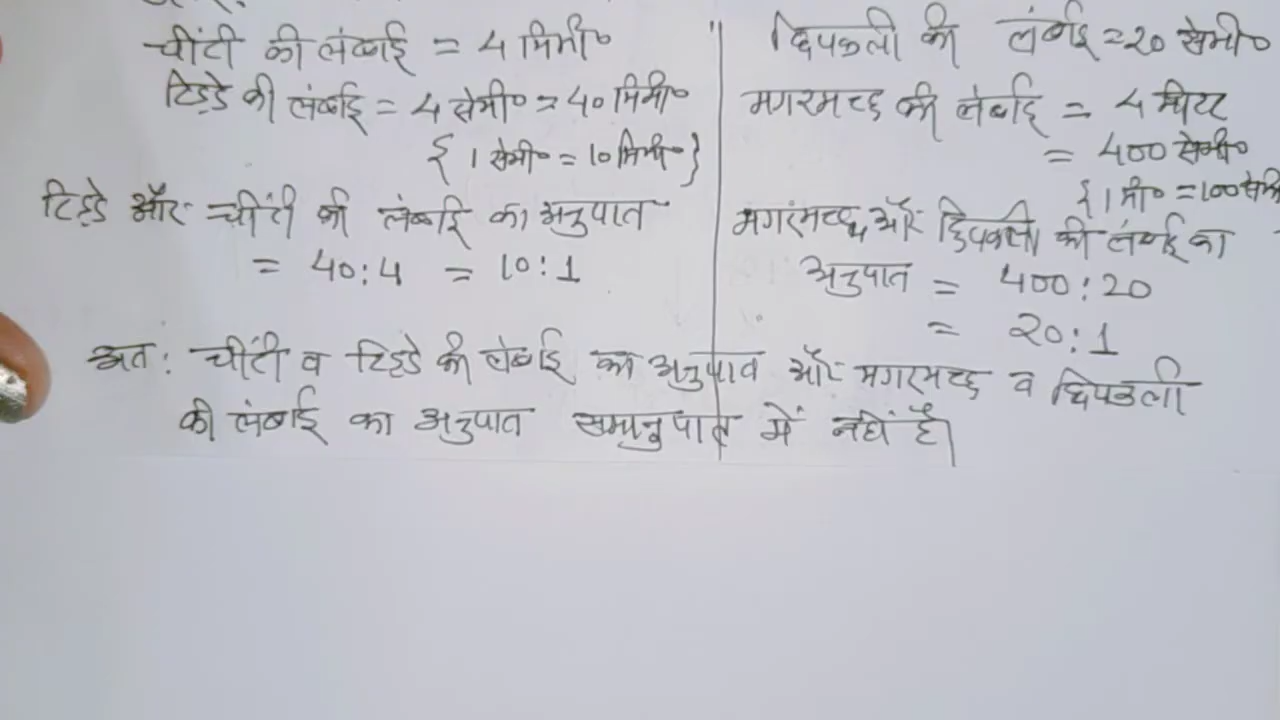 चींटी की लंबाई = 4 मिमी०
टिड्डे की लंबाई = 4 सेमी० = 40 मिमी०
{ 1 सेमी० = 10 मिमी० }
टिड्डे और चींटी की लंबाई का अनुपात
= 40 : 4 = 10 : 1
छिपकली की लंबाई = 20 सेमी०
मगरमच्छ की लंबाई = 4 मीटर
= 400 सेमी०
{ 1 मी० = 100 सेमी
मगरमच्छ और छिपकली की लंबाई का
अनुपात = 400 : 20
= 20 : 1
अतः चींटी व टिड्डे की लंबाई का अनुपात और मगरमच्छ व छिपकली
की लंबाई का अनुपात समानुपात में नहीं है।